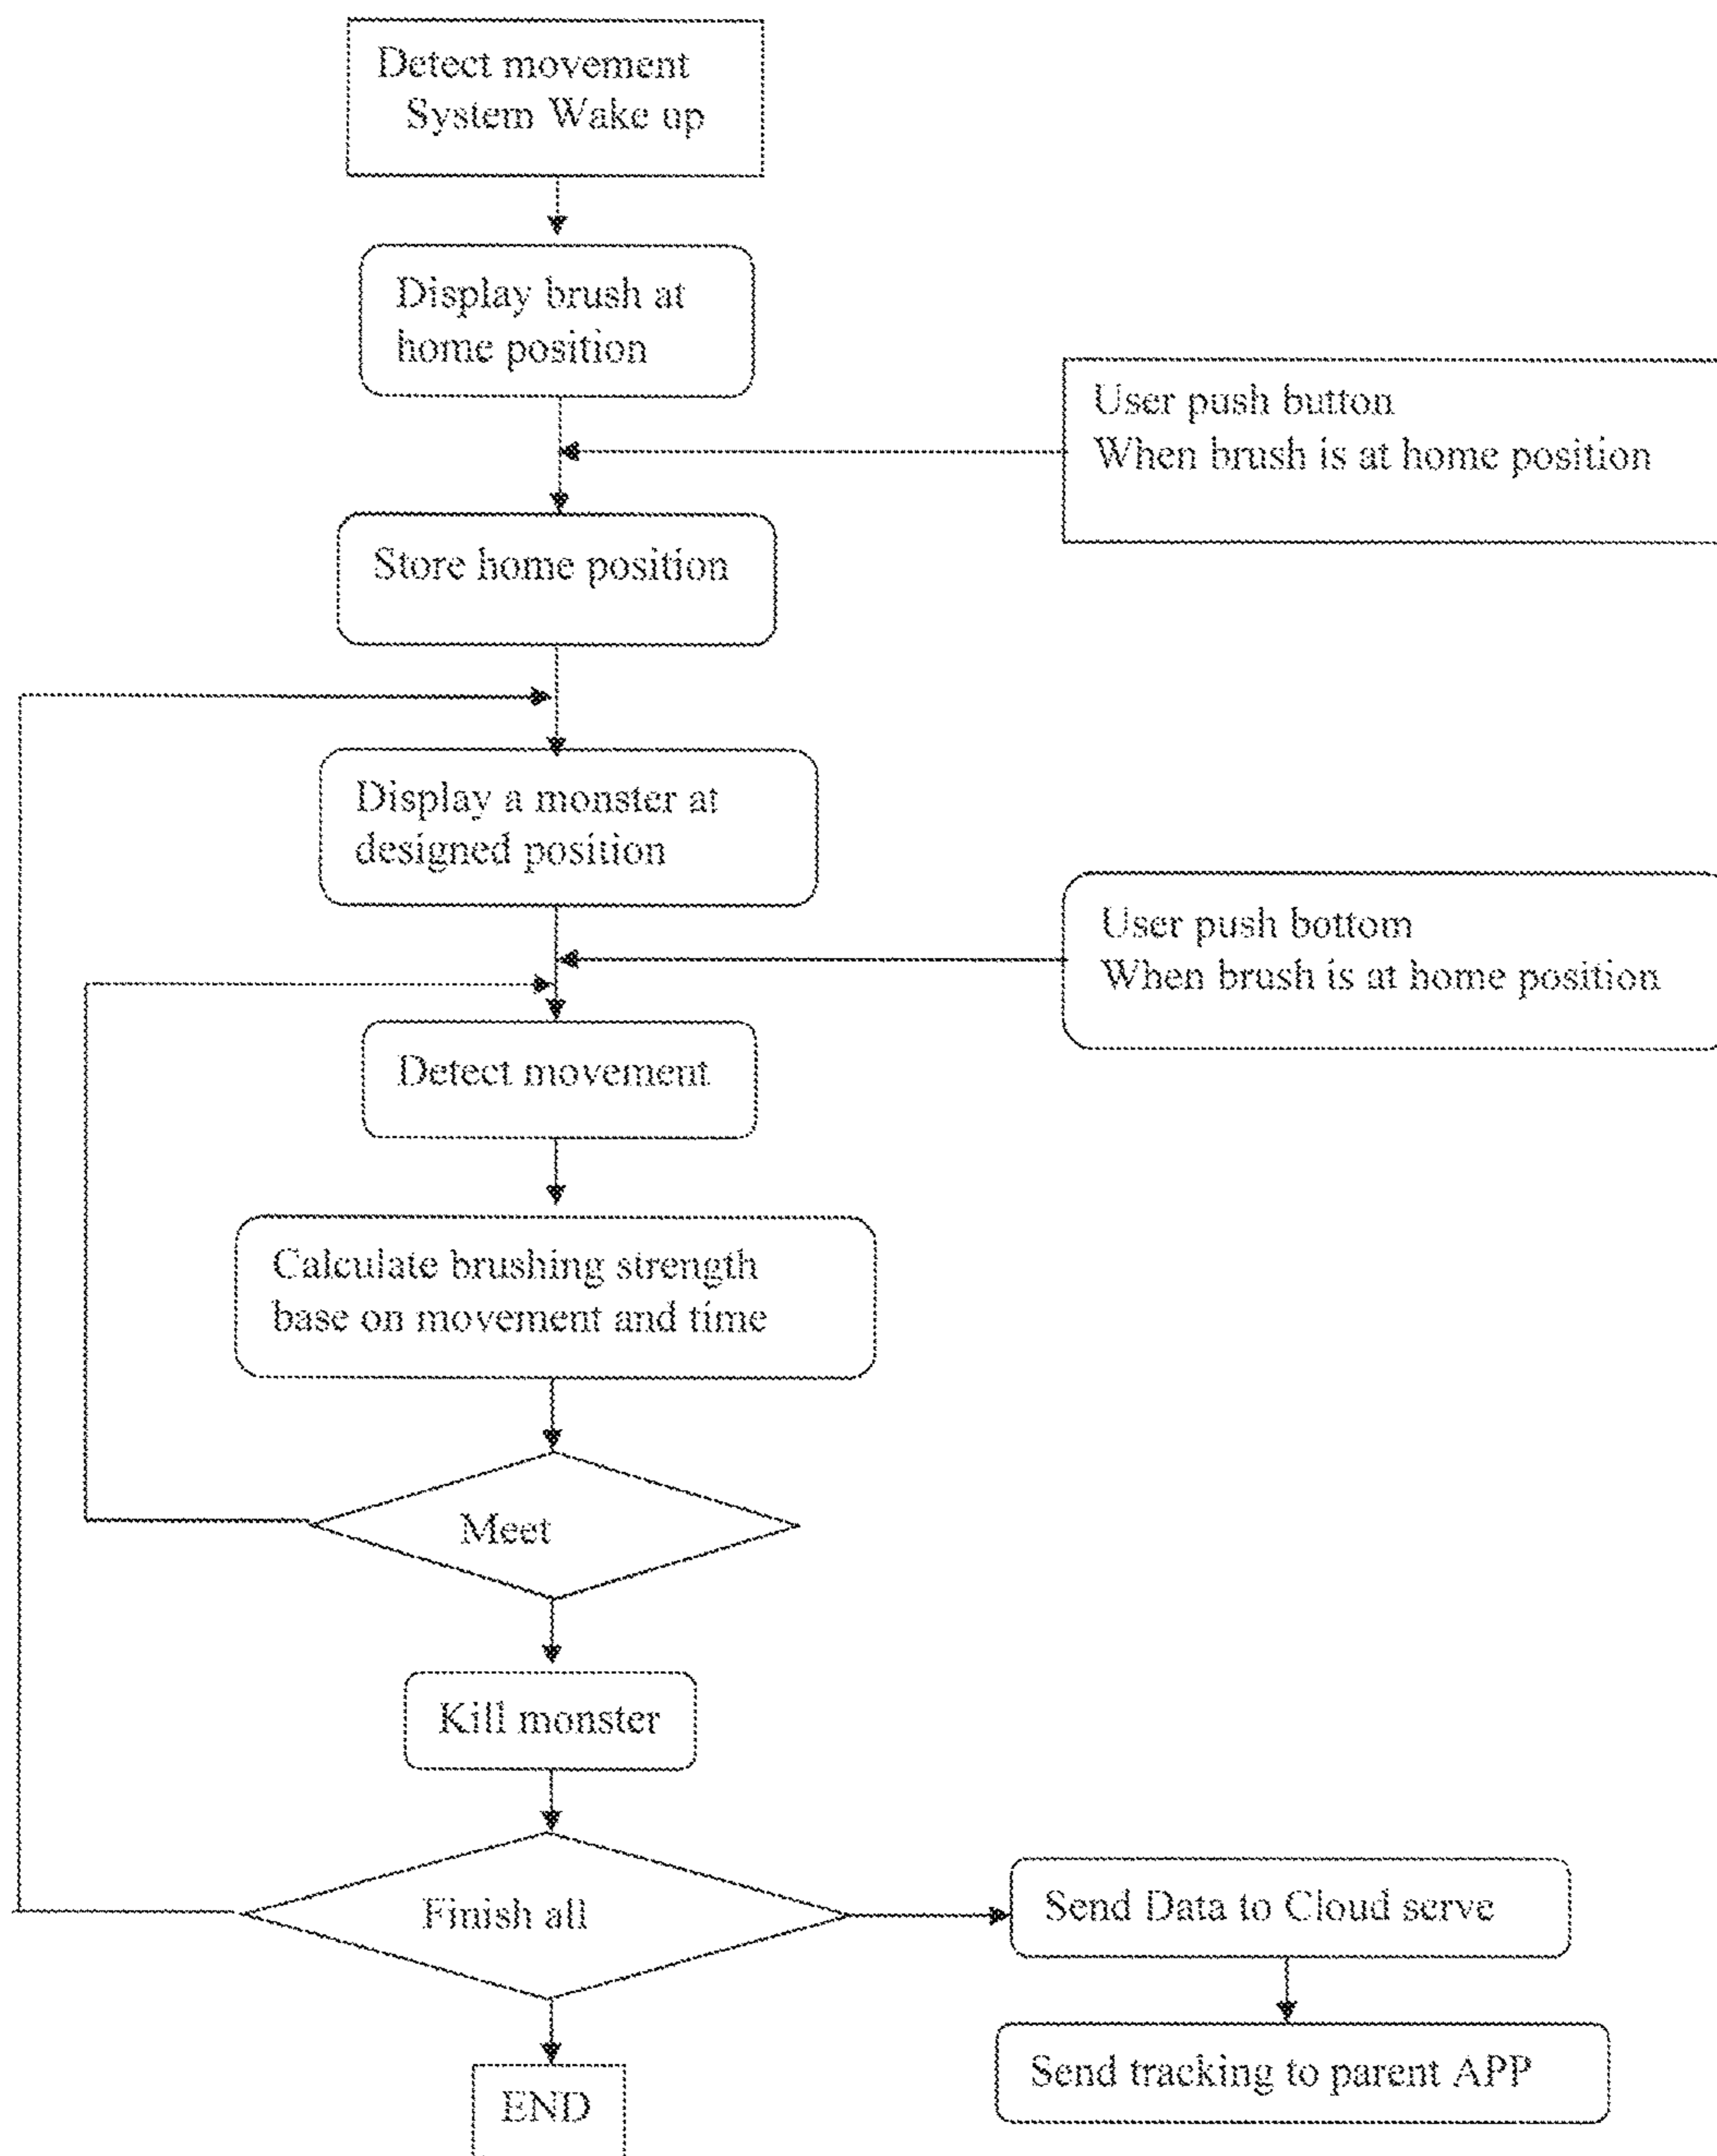 Detect movement
System Wake up
Display brush at
home position
User push button
When brush is at home position
Store home position
Display a monster at
designed position
User push bottom
When brush is at home position
Detect movement
Calculate brushing strength
base on movement and time
Meet
Kill monster
Finish all
Send Data to Cloud serve
Send tracking to parent APP
END